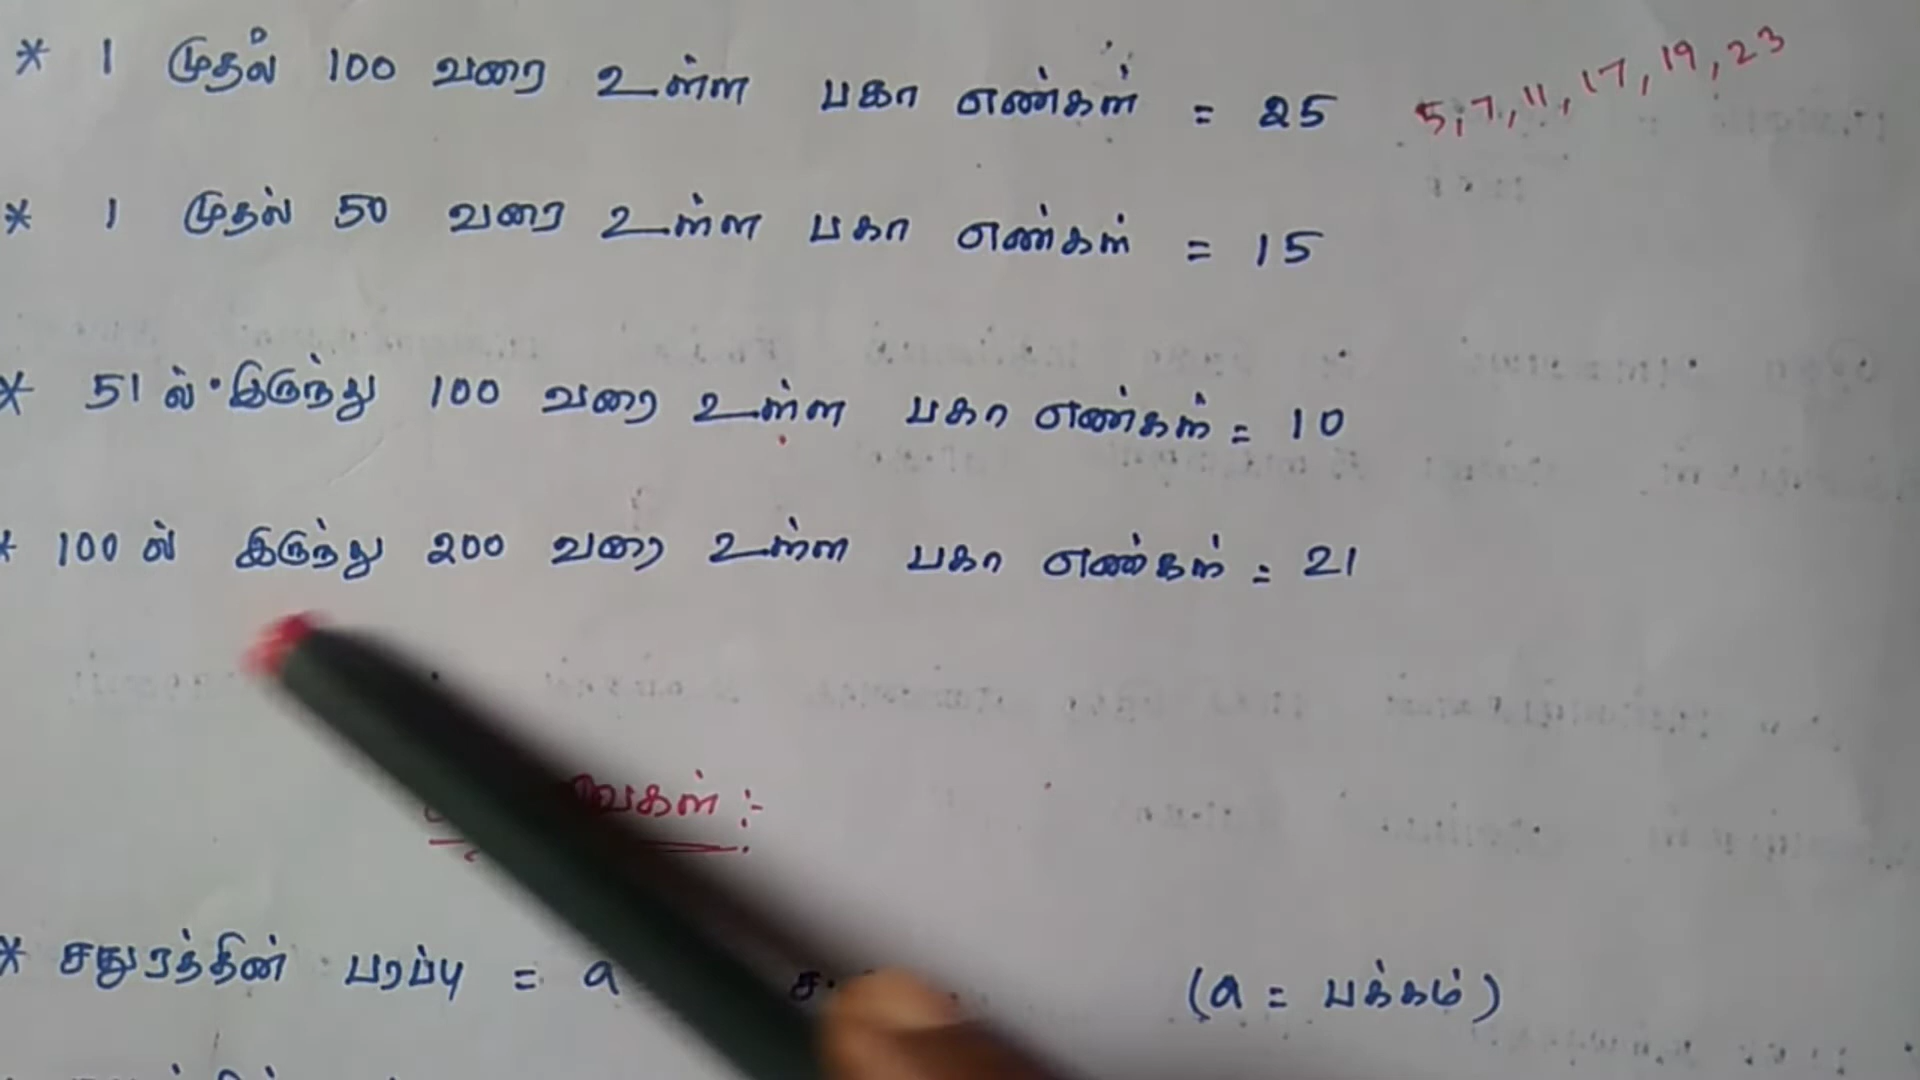 * 1 முதல் 100 வரை உள்ள பகா எண்கள் = 25 5, 7, 11, 17, 19, 23
* 1 முதல் 50 வரை உள்ள பகா எண்கள் = 15
* 51 ல் இருந்து 100 வரை உள்ள பகா எண்கள் = 10
* 100 ல் இருந்து 200 வரை உள்ள பகா எண்கள் = 21
* சதுரத்தின் பரப்பு = a (a = பக்கம்)